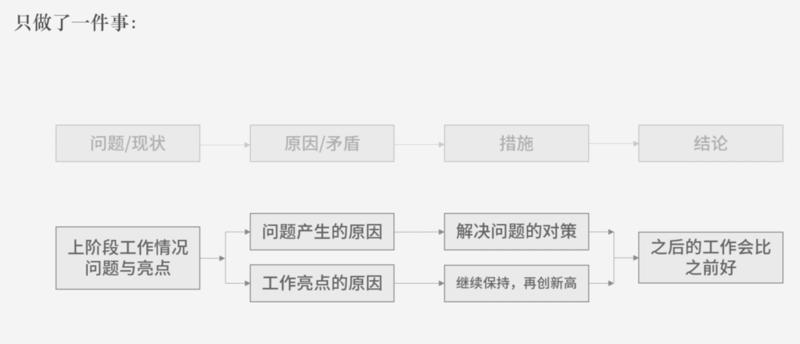 只做了一件事：
问题/现状
原因/矛盾
措施
结论
上阶段工作情况
问题与亮点
问题产生的原因
解决问题的对策
工作亮点的原因
继续保持，再创新高
之后的工作会比
之前好